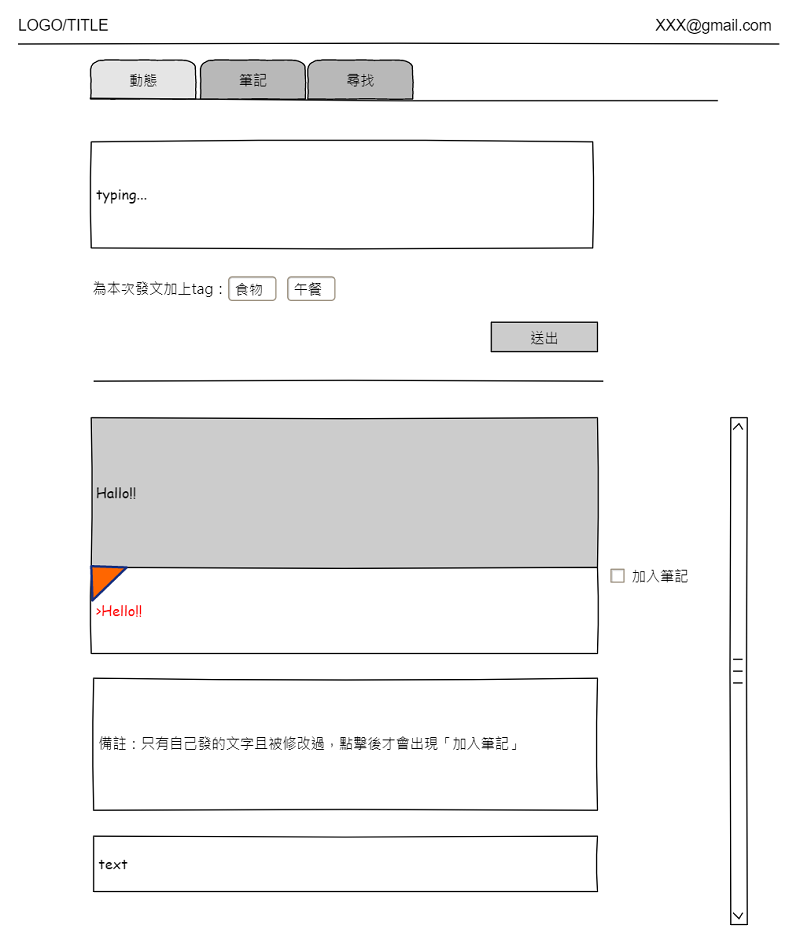 LOGO/TITLE
XXX@gmail.com
動態
筆記
尋找
typing...
為本次發文加上tag：
食物
午餐
送出
Hallo!!
>Hello!!
加入筆記
備註：只有自己發的文字且被修改過，點擊後才會出現「加入筆記」
text